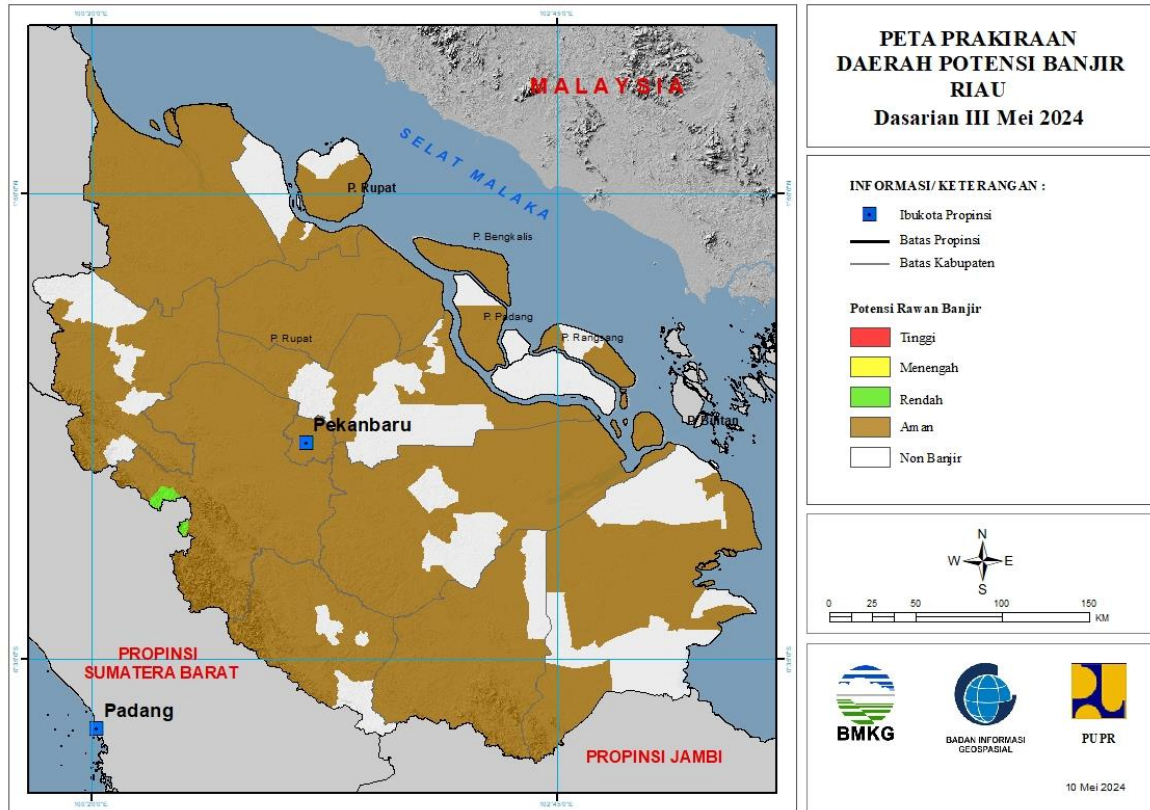 PETA PRAKIRAAN
DAERAH POTENSI BANJIR
RIAU
Dasarian III Mei 2024
INFORMASI/ KETERANGAN :
Ibukota Propinsi
Batas Propinsi
Batas Kabupaten
Potensi Rawan Banjir
Tinggi
Menengah
Rendah
Aman
Non Banjir
N
W E
S
0 25 50 100 150
KM
BMKG
BADAN INFORMASI
GEOSPASIAL
PUPR
10 Mei 2024
MALAYSIA
SELAT MALAKA
P. Rupat
P. Bengkalis
P. Padang
P. Rupat
P. Rangsang
Pekanbaru
PROPINSI
SUMATERA BARAT
Padang
PROPINSI JAMBI